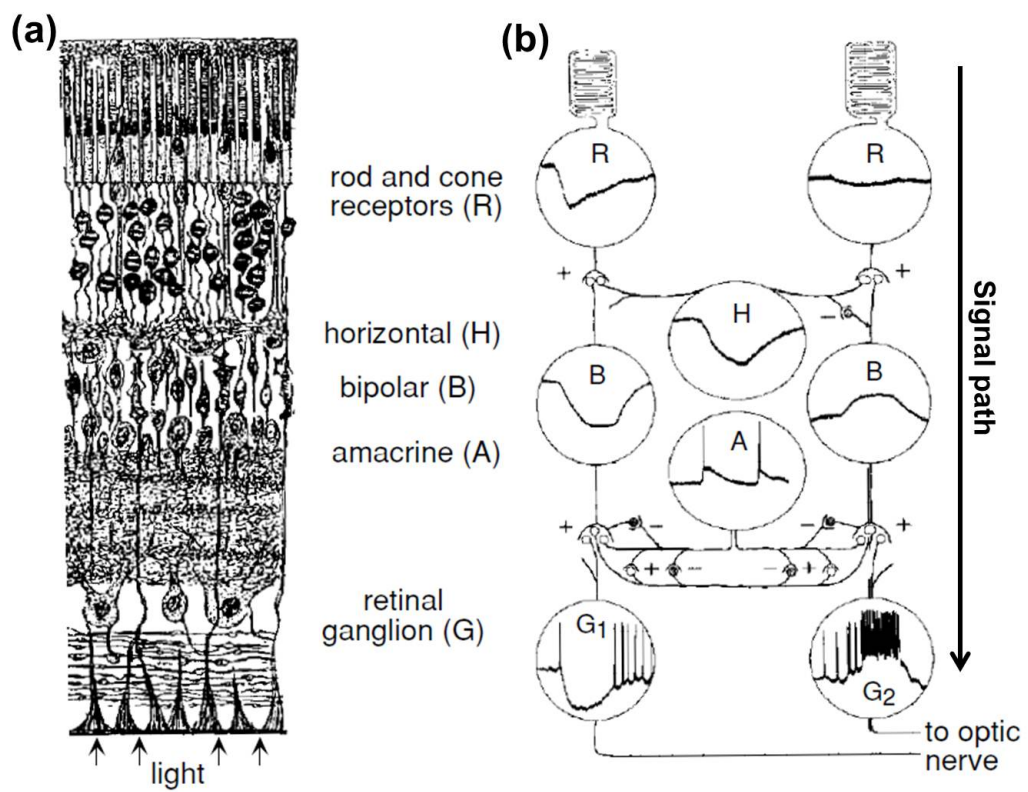 (a)
(b)
rod and cone
receptors (R)
horizontal (H)
bipolar (B)
amacrine (A)
retinal
ganglion (G)
light
R
R
+
+
H
−
B
B
A
+
−
−
+
+
−
−
+
G1
G2
to optic
nerve
Signal path